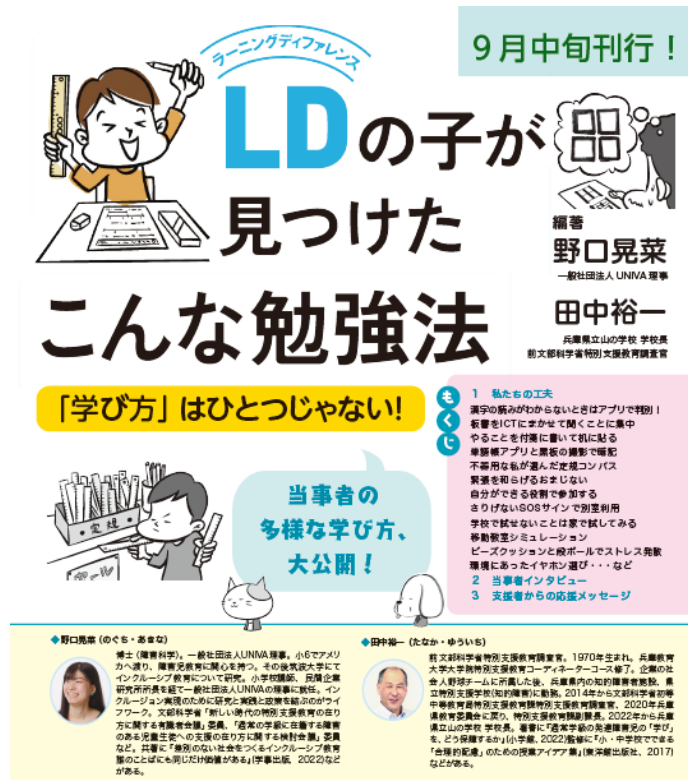 9月中旬刊行！
ラーニングディファレンス
LDの子が
見つけた
こんな勉強法
編著
野口晃菜
一般社団法人 UNIVA 理事
田中裕一
兵庫県立山の学校 学校長
前文部科学省特別支援教育調査官
「学び方」はひとつじゃない!
もくじ
1 私たちの工夫
漢字の読みがわからないときはアプリで判別！
板書をICTにまかせて聞くことに集中
やることを付箋に書いて机に貼る
単語帳アプリと黒板の撮影で暗記
不器用な私が選んだ定規コンパス
緊張を和らげるおまじない
自分ができる役割で参加する
さりげないSOSサインで別室利用
学校で試せないことは家で試してみる
移動教室シミュレーション
ビーズクッションと段ボールでストレス発散
環境にあったイヤホン選び・・・など
2 当事者インタビュー
3 支援者からの応援メッセージ
定規
当事者の
多様な学び方、
大公開！
◆野口晃菜（のぐち・あきな）
博士（障害科学）。一般社団法人UNIVA理事。小6でアメリ
カへ渡り、障害児教育に関心を持つ。その後筑波大学にて
インクルーシブ教育について研究。小学校講師、民間企業
研究所所長を経て一般社団法人UNIVAの理事に就任。イン
クルージョン実現のために研究と実践と政策を結ぶのがライ
フワーク。文部科学省「新しい時代の特別支援教育の在り
方に関する有識者会議」委員、「通常の学級に在籍する障害
のある児童生徒への支援の在り方に関する検討会議」委員
など。共著に『差別のない社会をつくるインクルーシブ教育
誰のことばにも同じだけ価値がある』(学事出版、2022)など
がある。
◆田中裕一（たなか・ゆういち）
前文部科学省特別支援教育調査官。1970年生まれ。兵庫教育
大学大学院特別支援教育コーディネーターコース修了。企業の社
会人野球チームに所属した後、兵庫県内の知的障害者施設、県
立特別支援学校(知的障害)に勤務。2014年から文部科学省初等
中等教育局特別支援教育課特別支援教育調査官、2020年兵庫
県教育委員会に戻り、特別支援教育課副課長。2022年から兵庫
県立山の学校 学校長。著書に『通常学級の発達障害児の「学び」
を、どう保障するか』(小学館、2022)監修に『小・中学校でできる
「合理的配慮」のための授業アイデア集』(東洋館出版社、2017)
などがある。